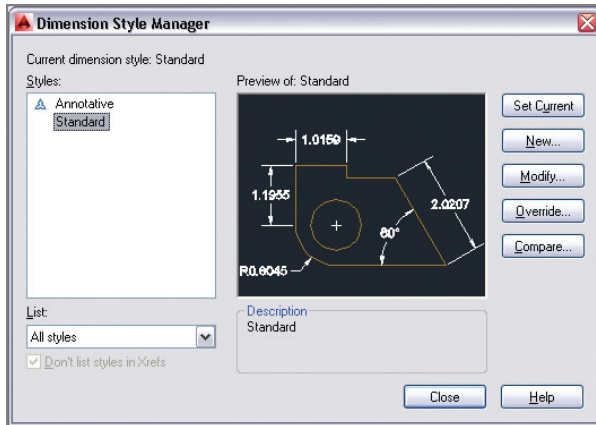 Dimension Style Manager
Current dimension style: Standard
Styles:
Annotative
Standard
Preview of: Standard
1.0159
1.1955
2.0207
60°
R0.6045
Set Current
New...
Modify...
Override...
Compare...
List:
All styles
Don't list styles in Xrefs
Description
Standard
Close
Help